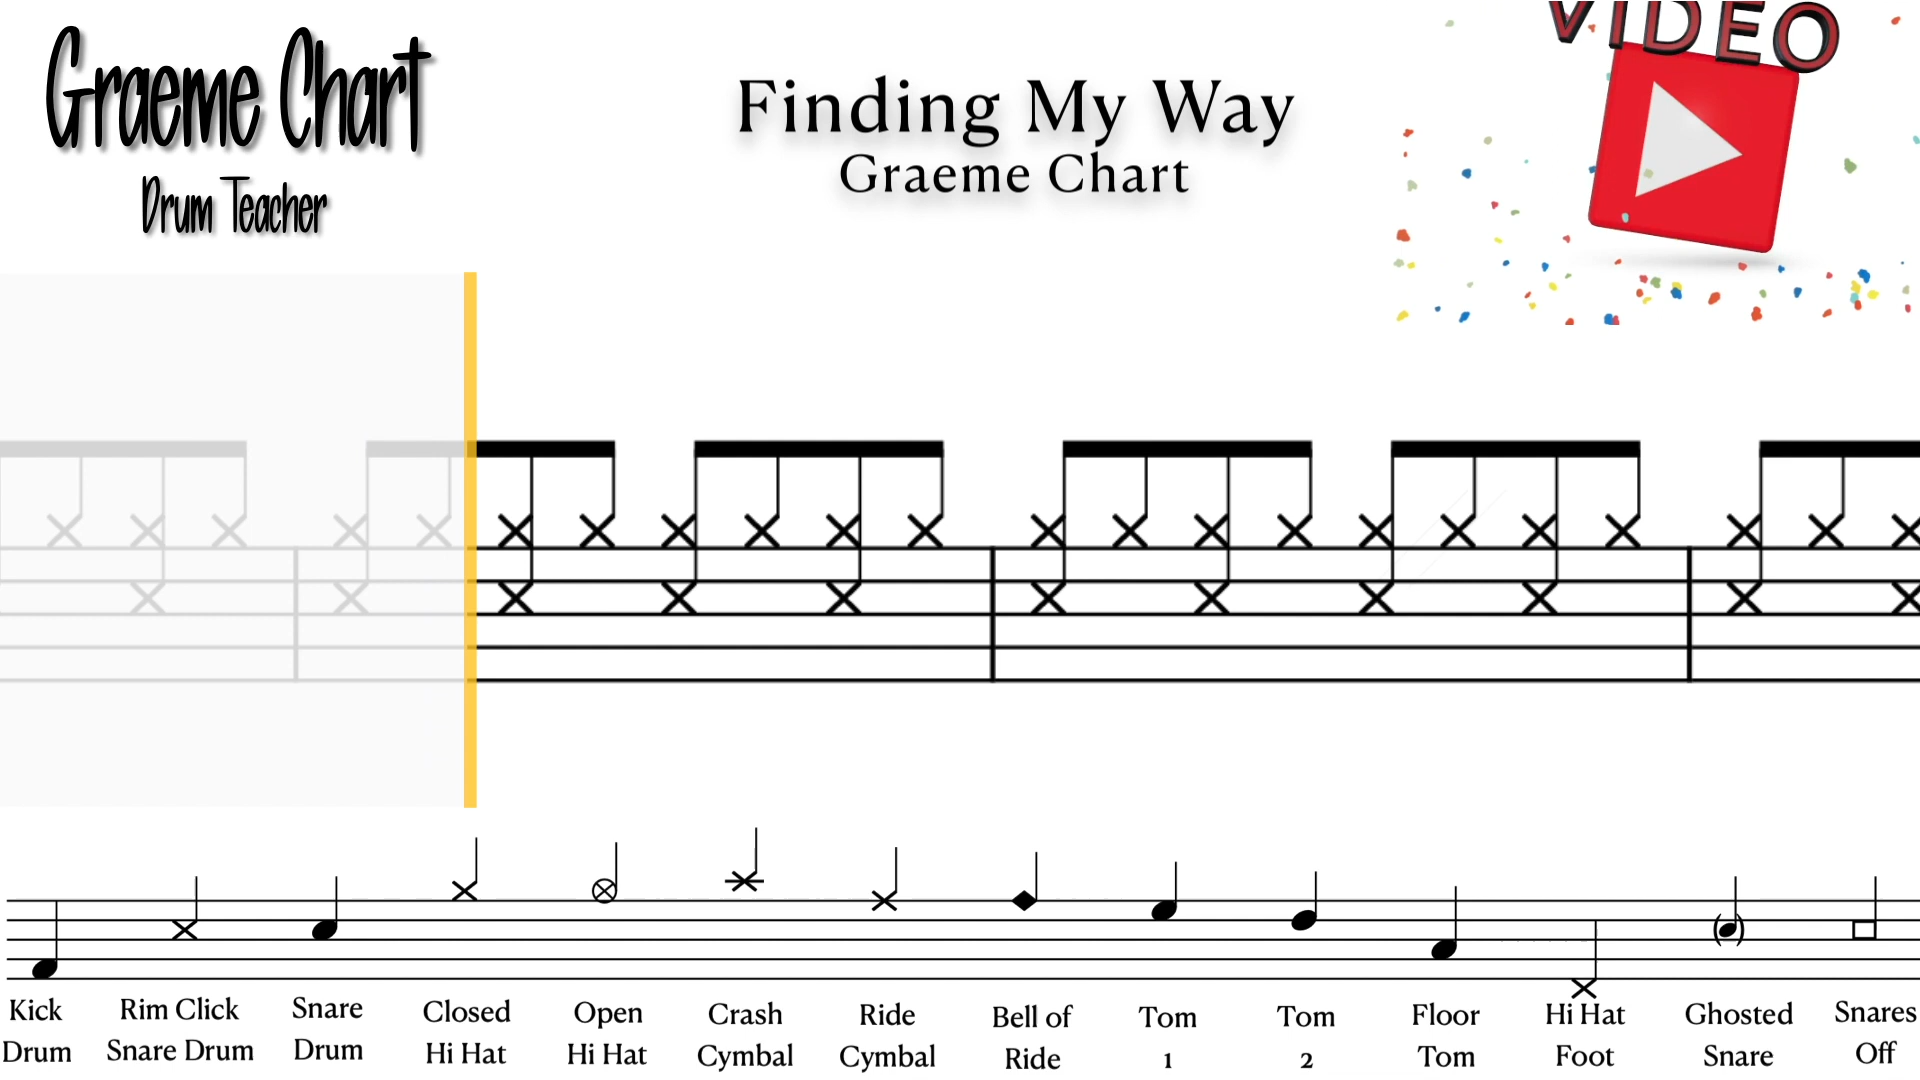 Graeme Chart
Drum Teacher
Finding My Way
Graeme Chart
VIDEO
Kick Drum
Rim Click Snare Drum
Snare Drum
Closed Hi Hat
Open Hi Hat
Crash Cymbal
Ride Cymbal
Bell of Ride
Tom 1
Tom 2
Floor Tom
Hi Hat Foot
Ghosted Snare
Snares Off